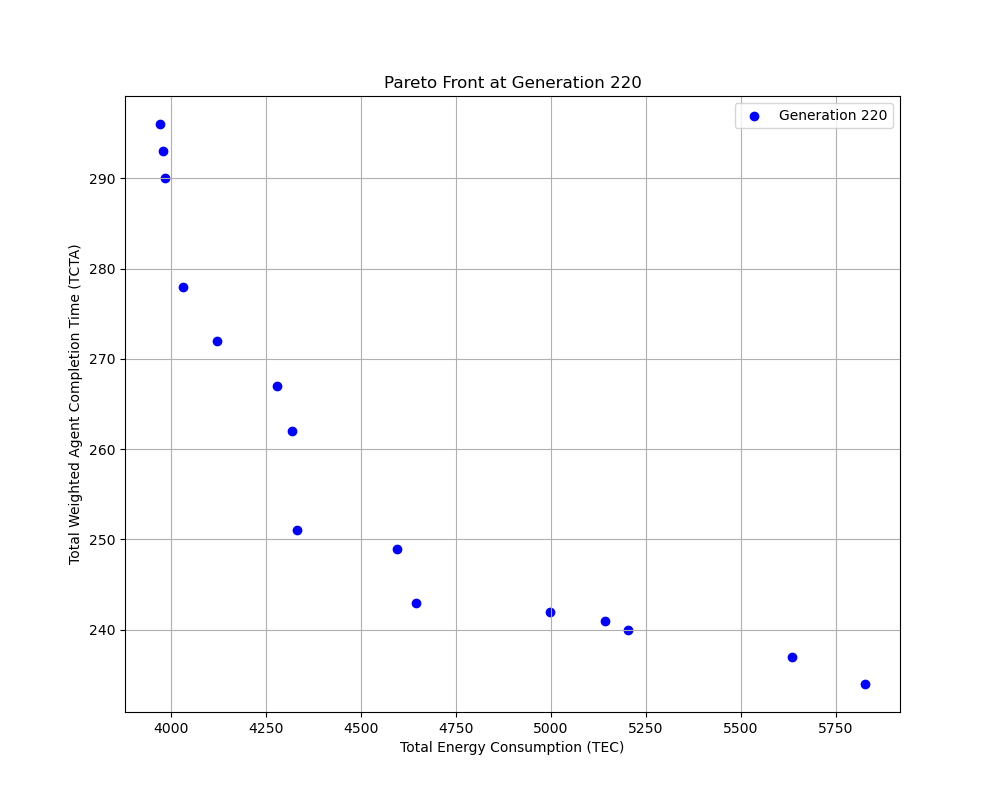 Pareto Front at Generation 220
Generation 220
Total Weighted Agent Completion Time (TCTA)
290
280
270
260
250
240
4000 4250 4500 4750 5000 5250 5500 5750
Total Energy Consumption (TEC)